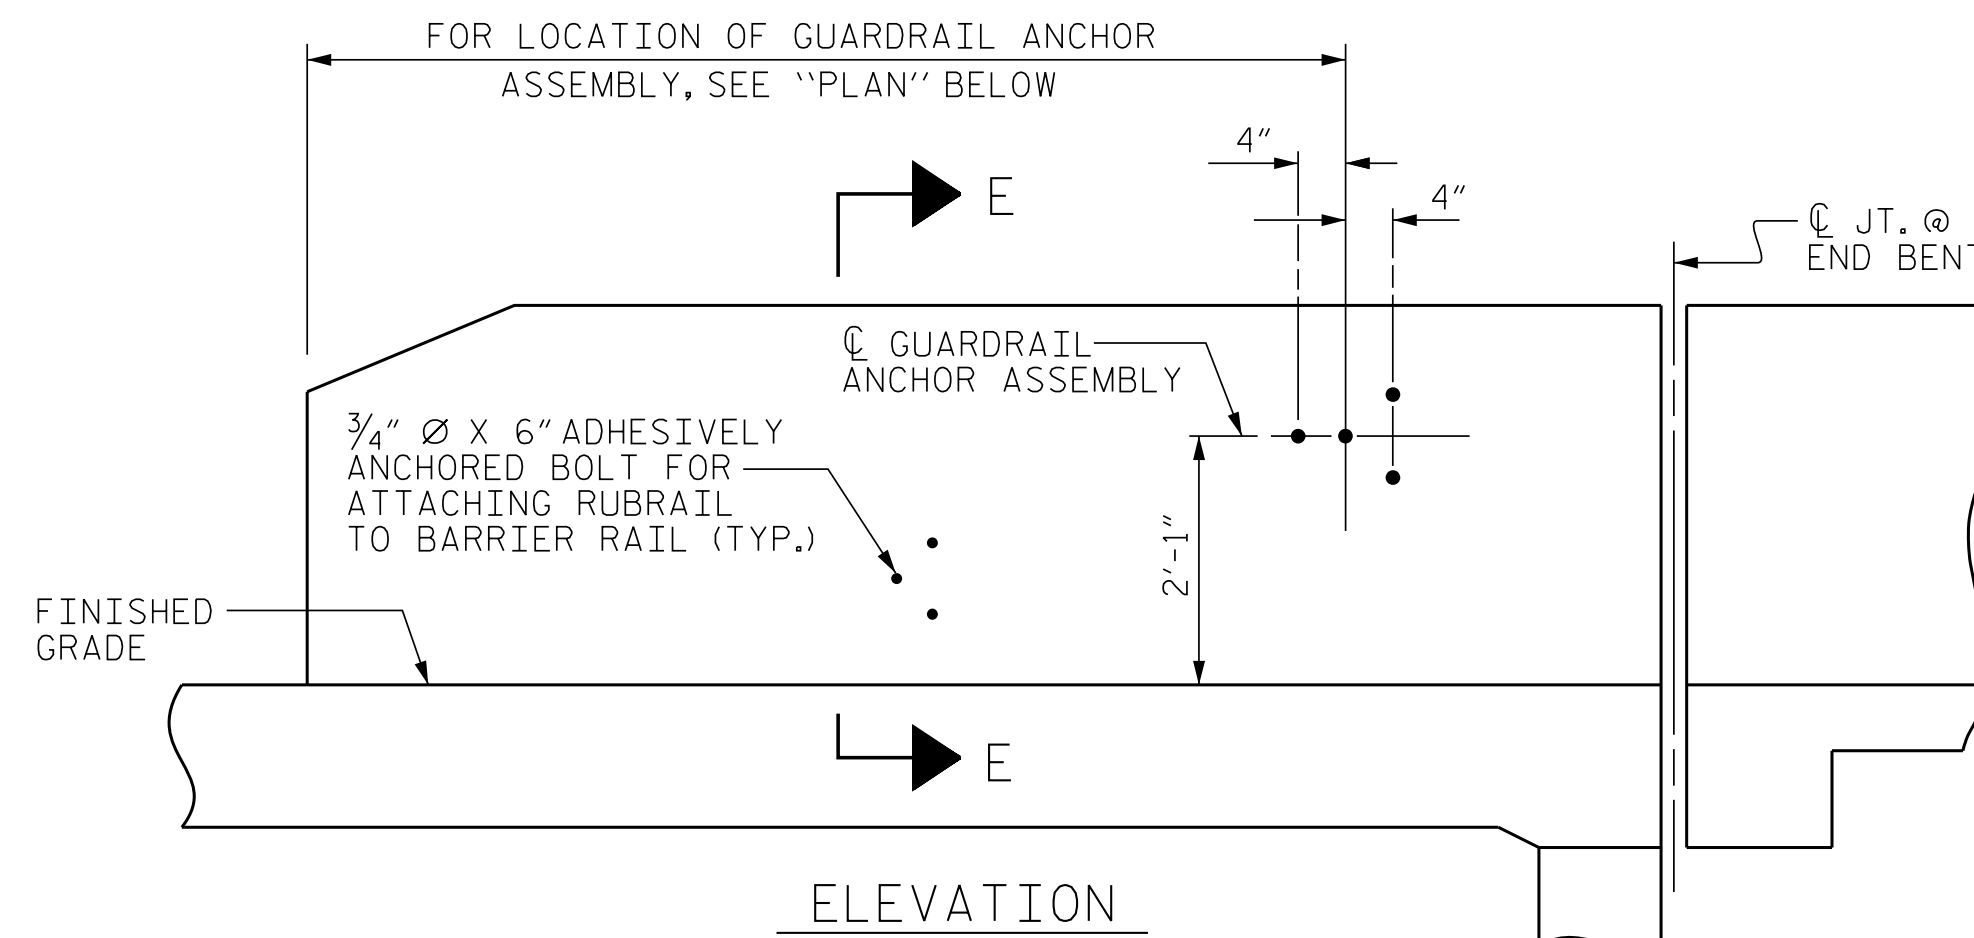 FOR LOCATION OF GUARDRAIL ANCHOR
ASSEMBLY, SEE "PLAN" BELOW
4"
E
4"
℄ JT. @
END BENT
℄ GUARDRAIL
ANCHOR ASSEMBLY
3/4" Ø X 6" ADHESIVELY
ANCHORED BOLT FOR
ATTACHING RUBRAIL
TO BARRIER RAIL (TYP.)
2'-1"
FINISHED
GRADE
E
ELEVATION